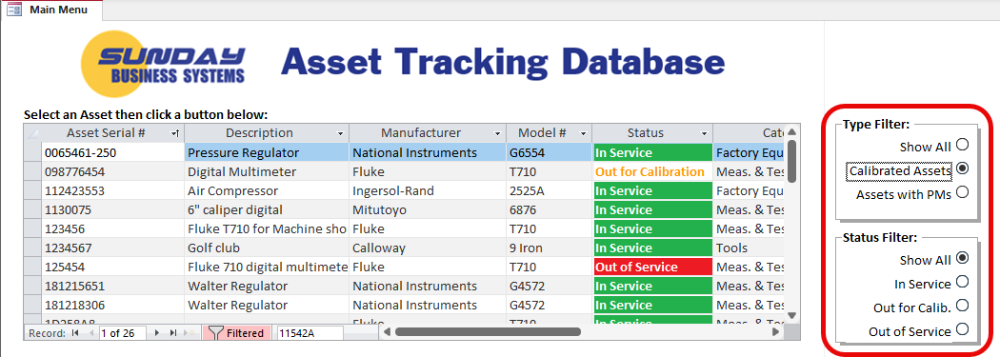 Main Menu
SUNDAY
BUSINESS SYSTEMS
Asset Tracking Database
Select an Asset then click a button below:
Asset Serial # Description Manufacturer Model # Status Cate
0065461-250 Pressure Regulator National Instruments G6554 In Service Factory Equ
098776454 Digital Multimeter Fluke T710 Out for Calibration Meas. & Tes
112423553 Air Compressor Ingersol-Rand 2525A In Service Factory Equ
1130075 6" caliper digital Mitutoyo 6876 In Service Meas. & Tes
123456 Fluke T710 for Machine sho Fluke T710 In Service Meas. & Tes
1234567 Golf club Calloway 9 Iron In Service Tools
125454 Fluke 710 digital multimete Fluke T710 Out of Service Meas. & Tes
181215651 Walter Regulator National Instruments G4572 In Service Meas. & Tes
181218306 Walter Regulator National Instruments G4572 In Service Meas. & Tes
Record: 1 of 26 Filtered 11542A
Type Filter:
Show All
Calibrated Assets
Assets with PMs
Status Filter:
Show All
In Service
Out for Calib.
Out of Service